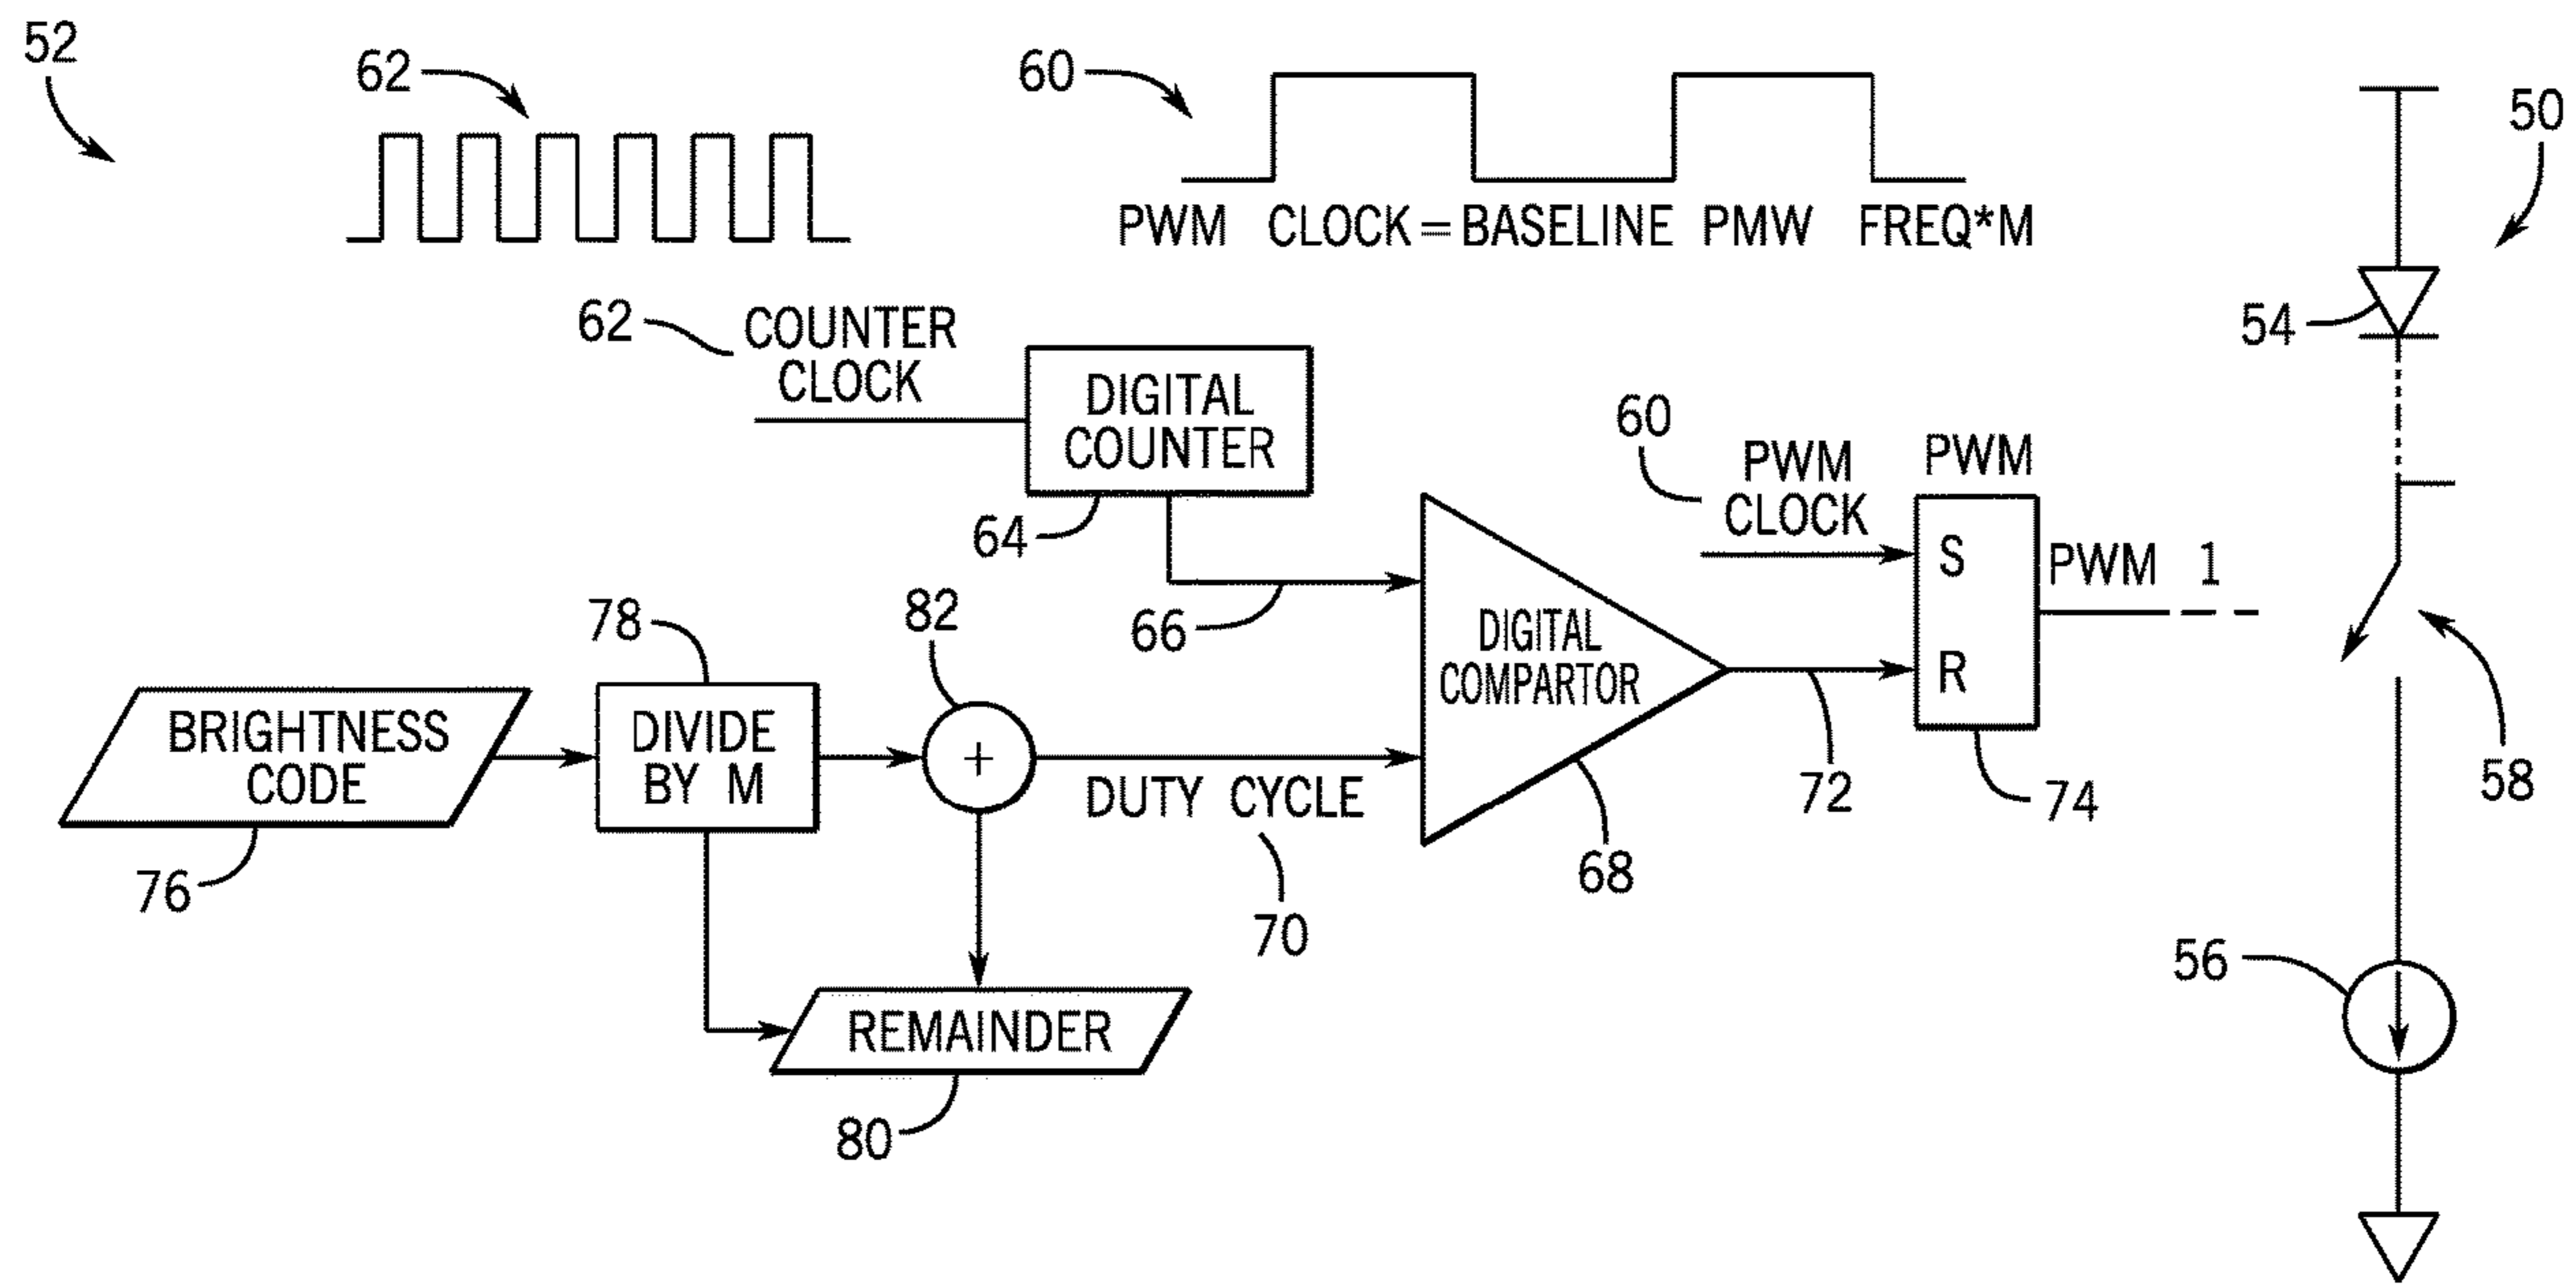 52
62
60
50
PWM CLOCK=BASELINE PMW FREQ*M
62
COUNTER
CLOCK
DIGITAL
COUNTER
54
60
PWM
CLOCK
PWM
64
S
PWM 1
66
82
78
DIGITAL
COMPARTOR
R
BRIGHTNESS
CODE
DIVIDE
BY M
+
DUTY CYCLE
72
74
58
76
68
70
56
REMAINDER
80